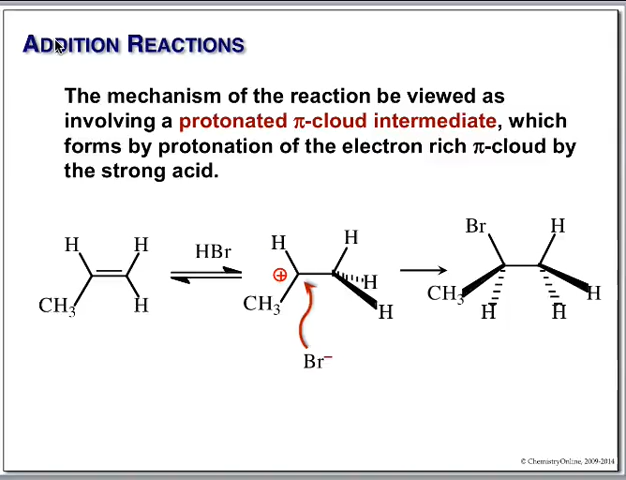 ADDITION REACTIONS
The mechanism of the reaction be viewed as
involving a protonated π-cloud intermediate, which
forms by protonation of the electron rich π-cloud by
the strong acid.
H H
CH₃ H
HBr
H H
⊕ H
CH₃ H
Br⁻
Br H
CH₃ H
H H
© ChemistryOnline, 2009-2014